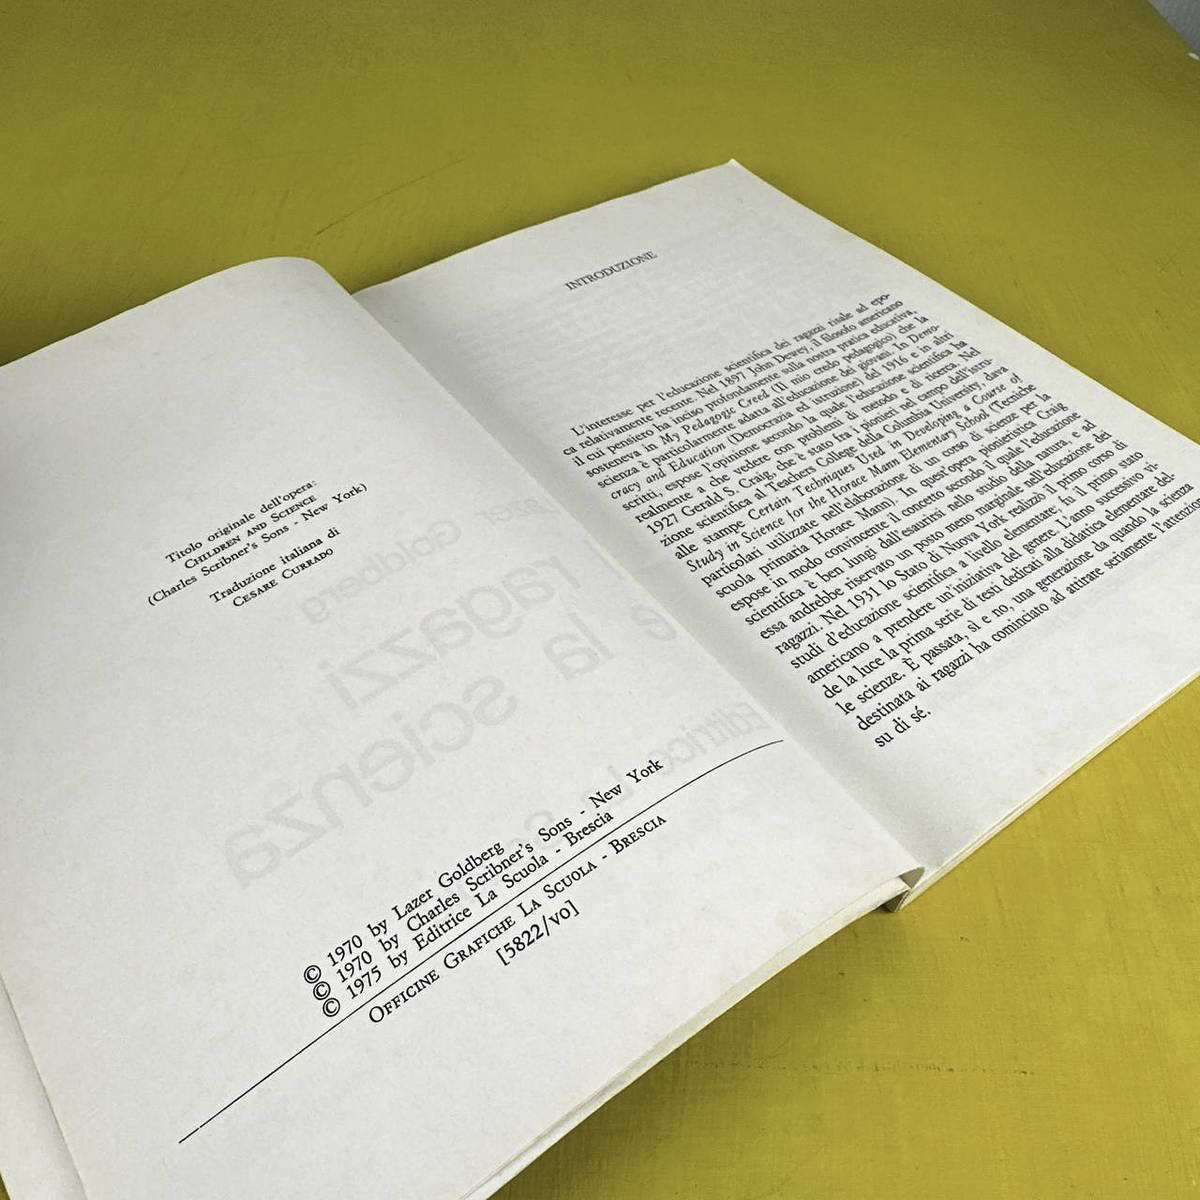 Titolo originale dell'opera:
CHILDREN AND SCIENCE
(Charles Scribner's Sons - New York)
Traduzione italiana di
CESARE CURRADO
© 1970 by Lazer Goldberg
© 1970 by Charles Scribner's Sons - New York
© 1975 by Editrice La Scuola - Brescia
OFFICINE GRAFICHE LA SCUOLA - BRESCIA
[5822/vo]
INTRODUZIONE
L'interesse per l'educazione scientifica dei ragazzi risale ad epo-
ca relativamente recente. Nel 1897 John Dewey, il filosofo americano
il cui pensiero ha inciso profondamente sulla nostra pratica educativa,
sosteneva in My Pedagogic Creed (Il mio credo pedagogico) che la
scienza è particolarmente adatta all'educazione dei giovani. In Demo-
cracy and Education (Democrazia ed istruzione) del 1916 e in altri
scritti, espose l'opinione secondo la quale l'educazione scientifica ha
realmente a che vedere con problemi di metodo e di ricerca. Nel
1927 Gerald S. Craig, che è stato fra i pionieri nel campo dell'istru-
zione scientifica al Teachers College della Columbia University, dava
alle stampe Certain Techniques Used in Developing a Course of
Study in Science for the Horace Mann Elementary School (Tecniche
particolari utilizzate nell'elaborazione di un corso di scienze per la
scuola primaria Horace Mann). In quest'opera pionieristica Craig
espose in modo convincente il concetto secondo il quale l'educazione
scientifica è ben lungi dall'esaurirsi nello studio della natura, e ad
essa andrebbe riservato un posto meno marginale nell'educazione dei
ragazzi. Nel 1931 lo Stato di Nuova York realizzò il primo corso di
studi d'educazione scientifica a livello elementare; fu il primo stato
americano a prendere un'iniziativa del genere. L'anno successivo vi-
de la luce la prima serie di testi dedicati alla didattica elementare del-
le scienze. È passata, sì e no, una generazione da quando la scienza
destinata ai ragazzi ha cominciato ad attirare seriamente l'attenzione
su di sé.